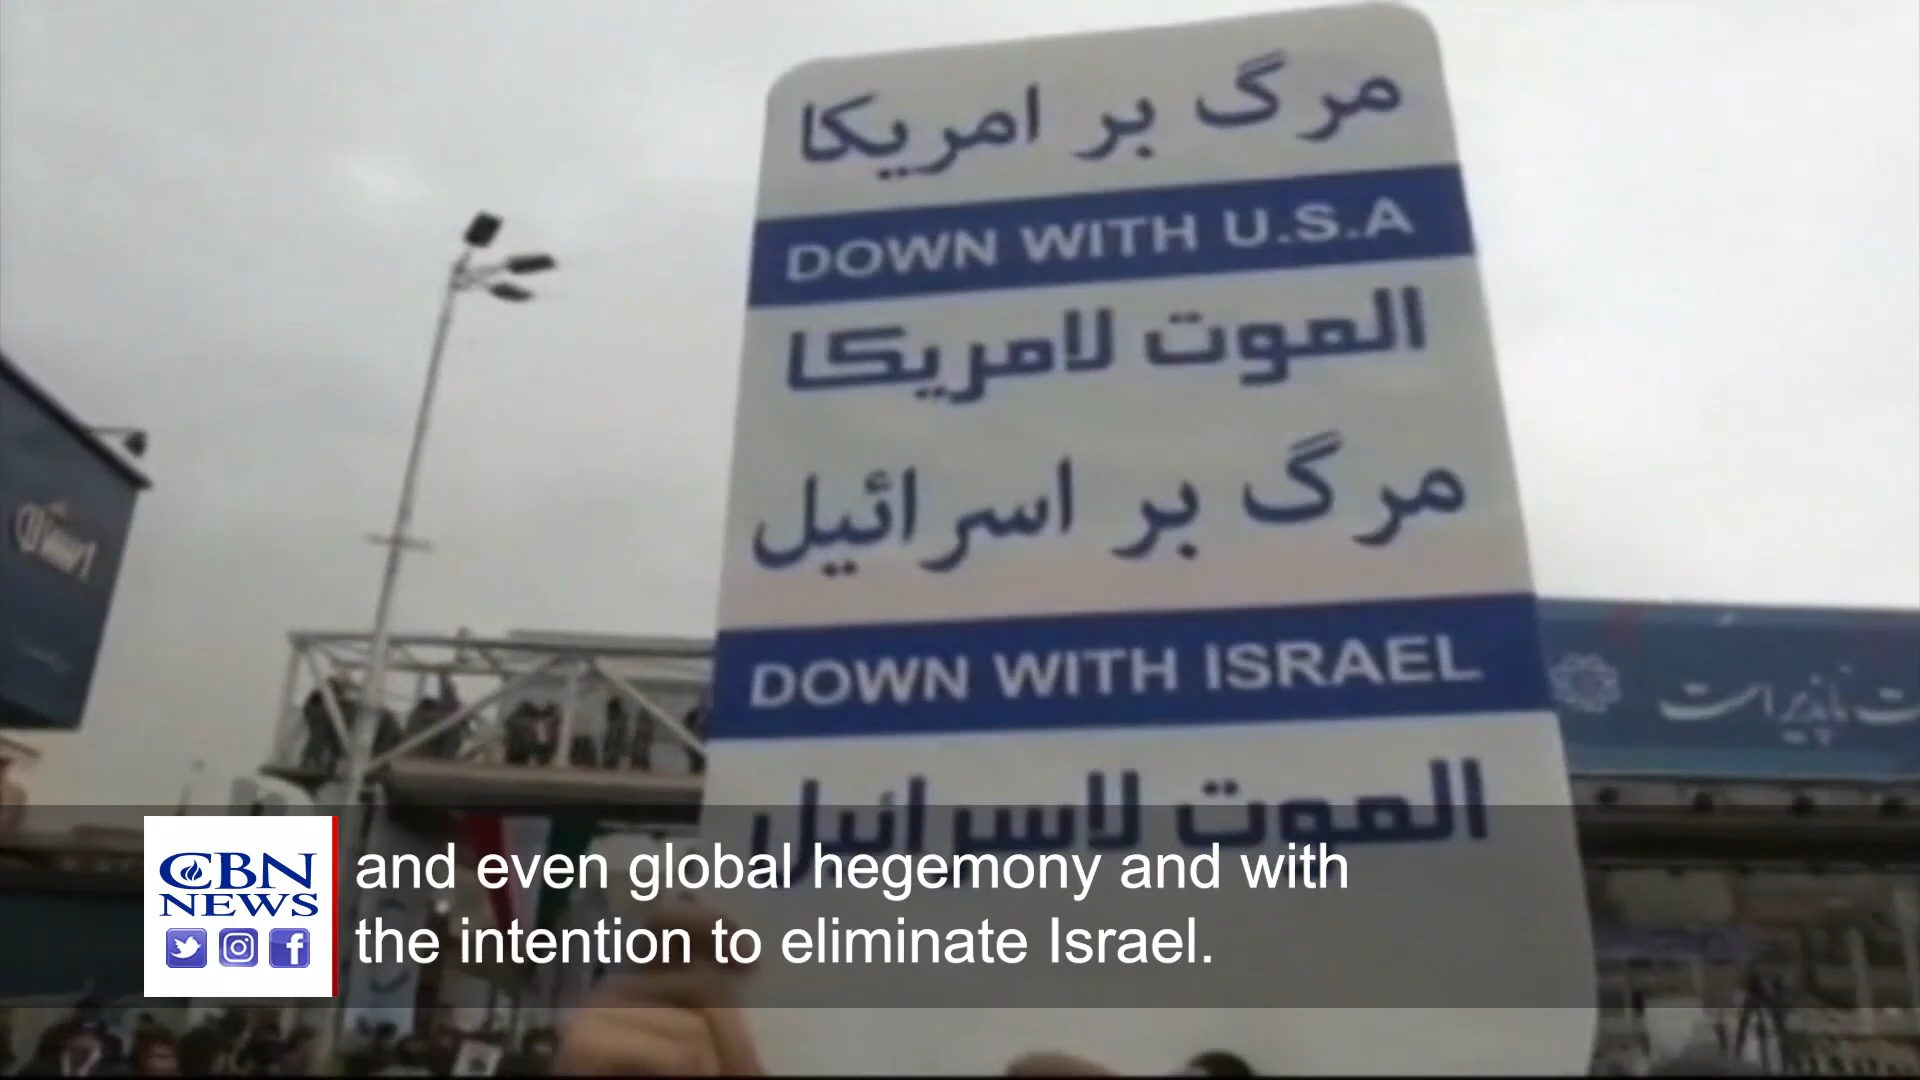 مرگ بر امریکا
DOWN WITH U.S.A
الموت لامریکا
مرگ بر اسرائیل
DOWN WITH ISRAEL
الموت لاسرائیل
CBN
NEWS
and even global hegemony and with
the intention to eliminate Israel.